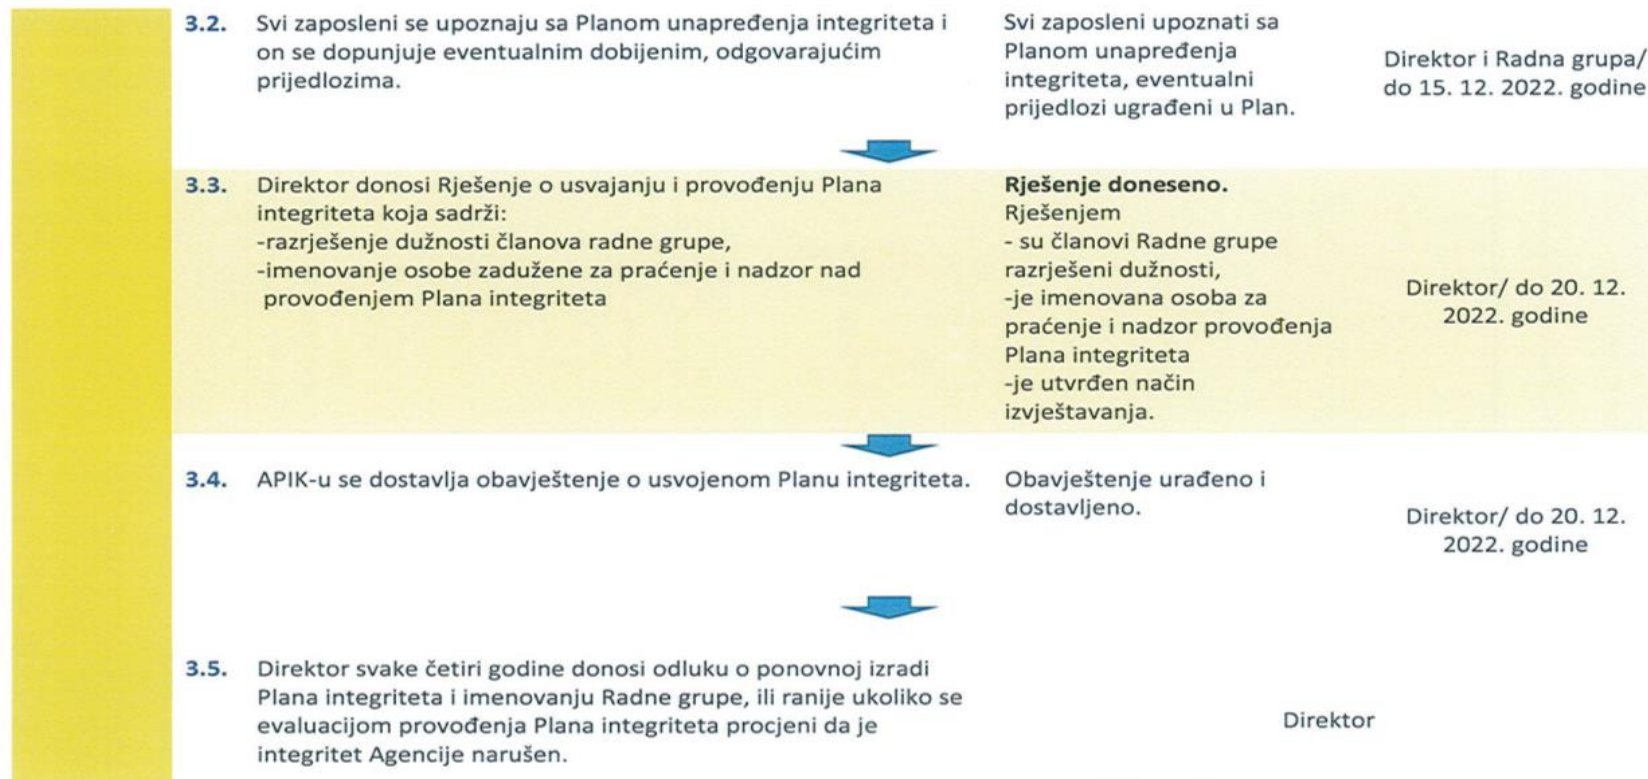 3.2. Svi zaposleni se upoznaju sa Planom unapređenja integriteta i
on se dopunjuje eventualnim dobijenim, odgovarajućim
prijedlozima.
Svi zaposleni upoznati sa
Planom unapređenja
integriteta, eventualni
prijedlozi ugrađeni u Plan.
Direktor i Radna grupa/
do 15. 12. 2022. godine
3.3. Direktor donosi Rješenje o usvajanju i provođenju Plana
integriteta koja sadrži:
-razrješenje dužnosti članova radne grupe,
-imenovanje osobe zadužene za praćenje i nadzor nad
provođenjem Plana integriteta
Rješenje doneseno.
Rješenjem
- su članovi Radne grupe
razrješeni dužnosti,
-je imenovana osoba za
praćenje i nadzor provođenja
Plana integriteta
-je utvrđen način
izvještavanja.
Direktor/ do 20. 12.
2022. godine
3.4. APIK-u se dostavlja obavještenje o usvojenom Planu integriteta.
Obavještenje urađeno i
dostavljeno.
Direktor/ do 20. 12.
2022. godine
3.5. Direktor svake četiri godine donosi odluku o ponovnoj izradi
Plana integriteta i imenovanju Radne grupe, ili ranije ukoliko se
evaluacijom provođenja Plana integriteta procjeni da je
integritet Agencije narušen.
Direktor